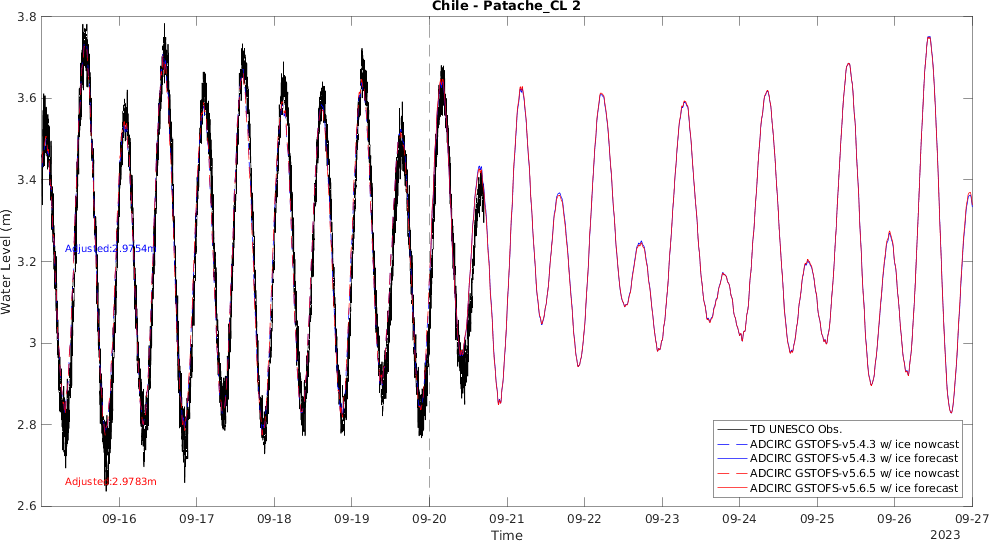 Chile - Patache_CL 2
3.8
3.6
3.4
3.2
3
2.8
2.6
Water Level (m)
Adjusted:2.9754m
Adjusted:2.9783m
TD UNESCO Obs.
ADCIRC GSTOFS-v5.4.3 w/ ice nowcast
ADCIRC GSTOFS-v5.4.3 w/ ice forecast
ADCIRC GSTOFS-v5.6.5 w/ ice nowcast
ADCIRC GSTOFS-v5.6.5 w/ ice forecast
09-16 09-17 09-18 09-19 09-20 09-21 09-22 09-23 09-24 09-25 09-26 09-27
Time
2023